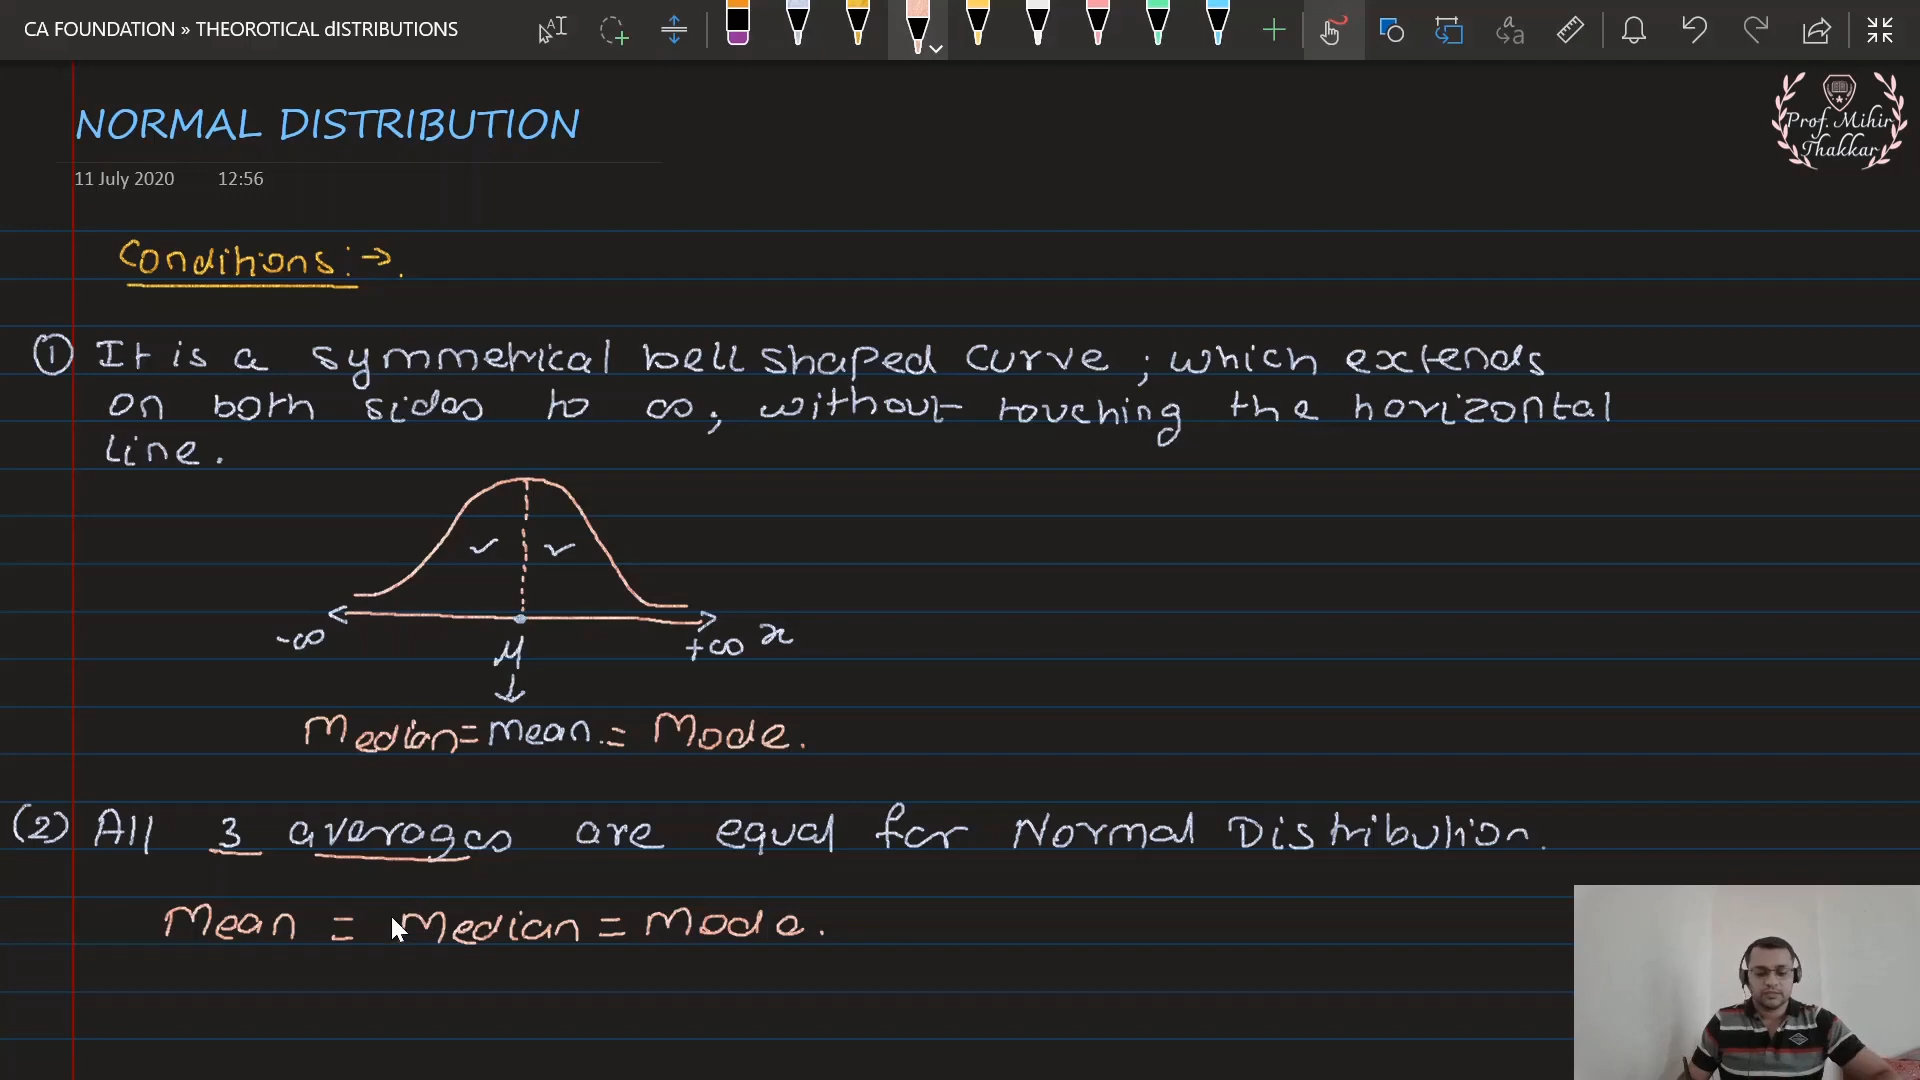 CA FOUNDATION » THEOROTICAL dISTRIBUTIONS
NORMAL DISTRIBUTION
Prof. Mihir
Thakkar
11 July 2020 12:56
Conditions :→.
① It is a symmetrical bell shaped curve ; which extends
on both sides to ∞, without touching the horizontal
line.
-∞ μ +∞ x
↓
Median = mean. = Mode.
(2) All 3 averages are equal for Normal Distribution.
Mean = Median = Mode.